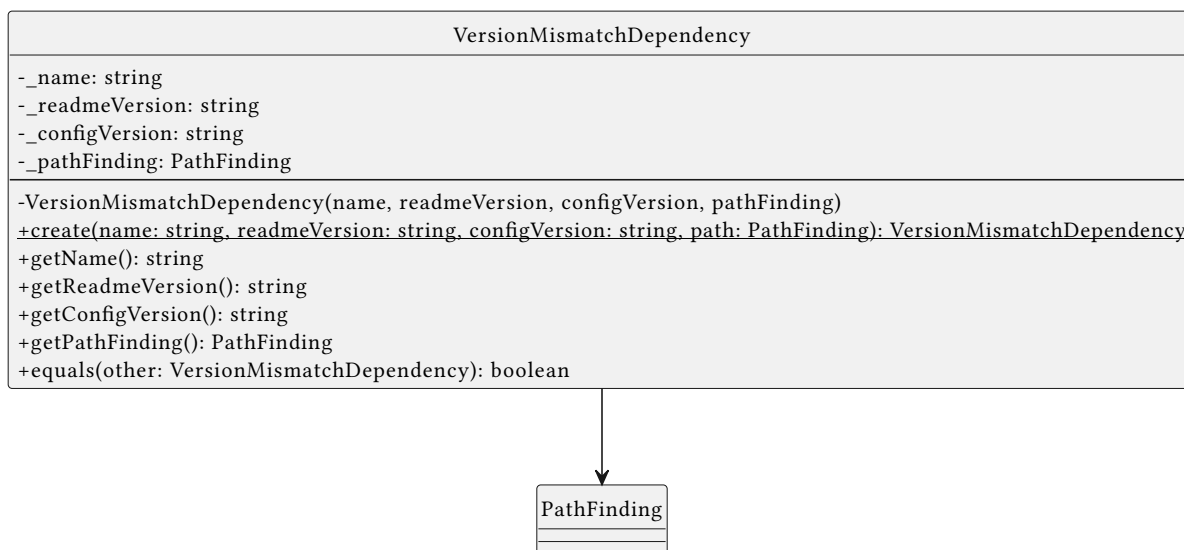 VersionMismatchDependency
-_name: string
-_readmeVersion: string
-_configVersion: string
-_pathFinding: PathFinding
-VersionMismatchDependency(name, readmeVersion, configVersion, pathFinding)
+create(name: string, readmeVersion: string, configVersion: string, path: PathFinding): VersionMismatchDependency
+getName(): string
+getReadmeVersion(): string
+getConfigVersion(): string
+getPathFinding(): PathFinding
+equals(other: VersionMismatchDependency): boolean
PathFinding